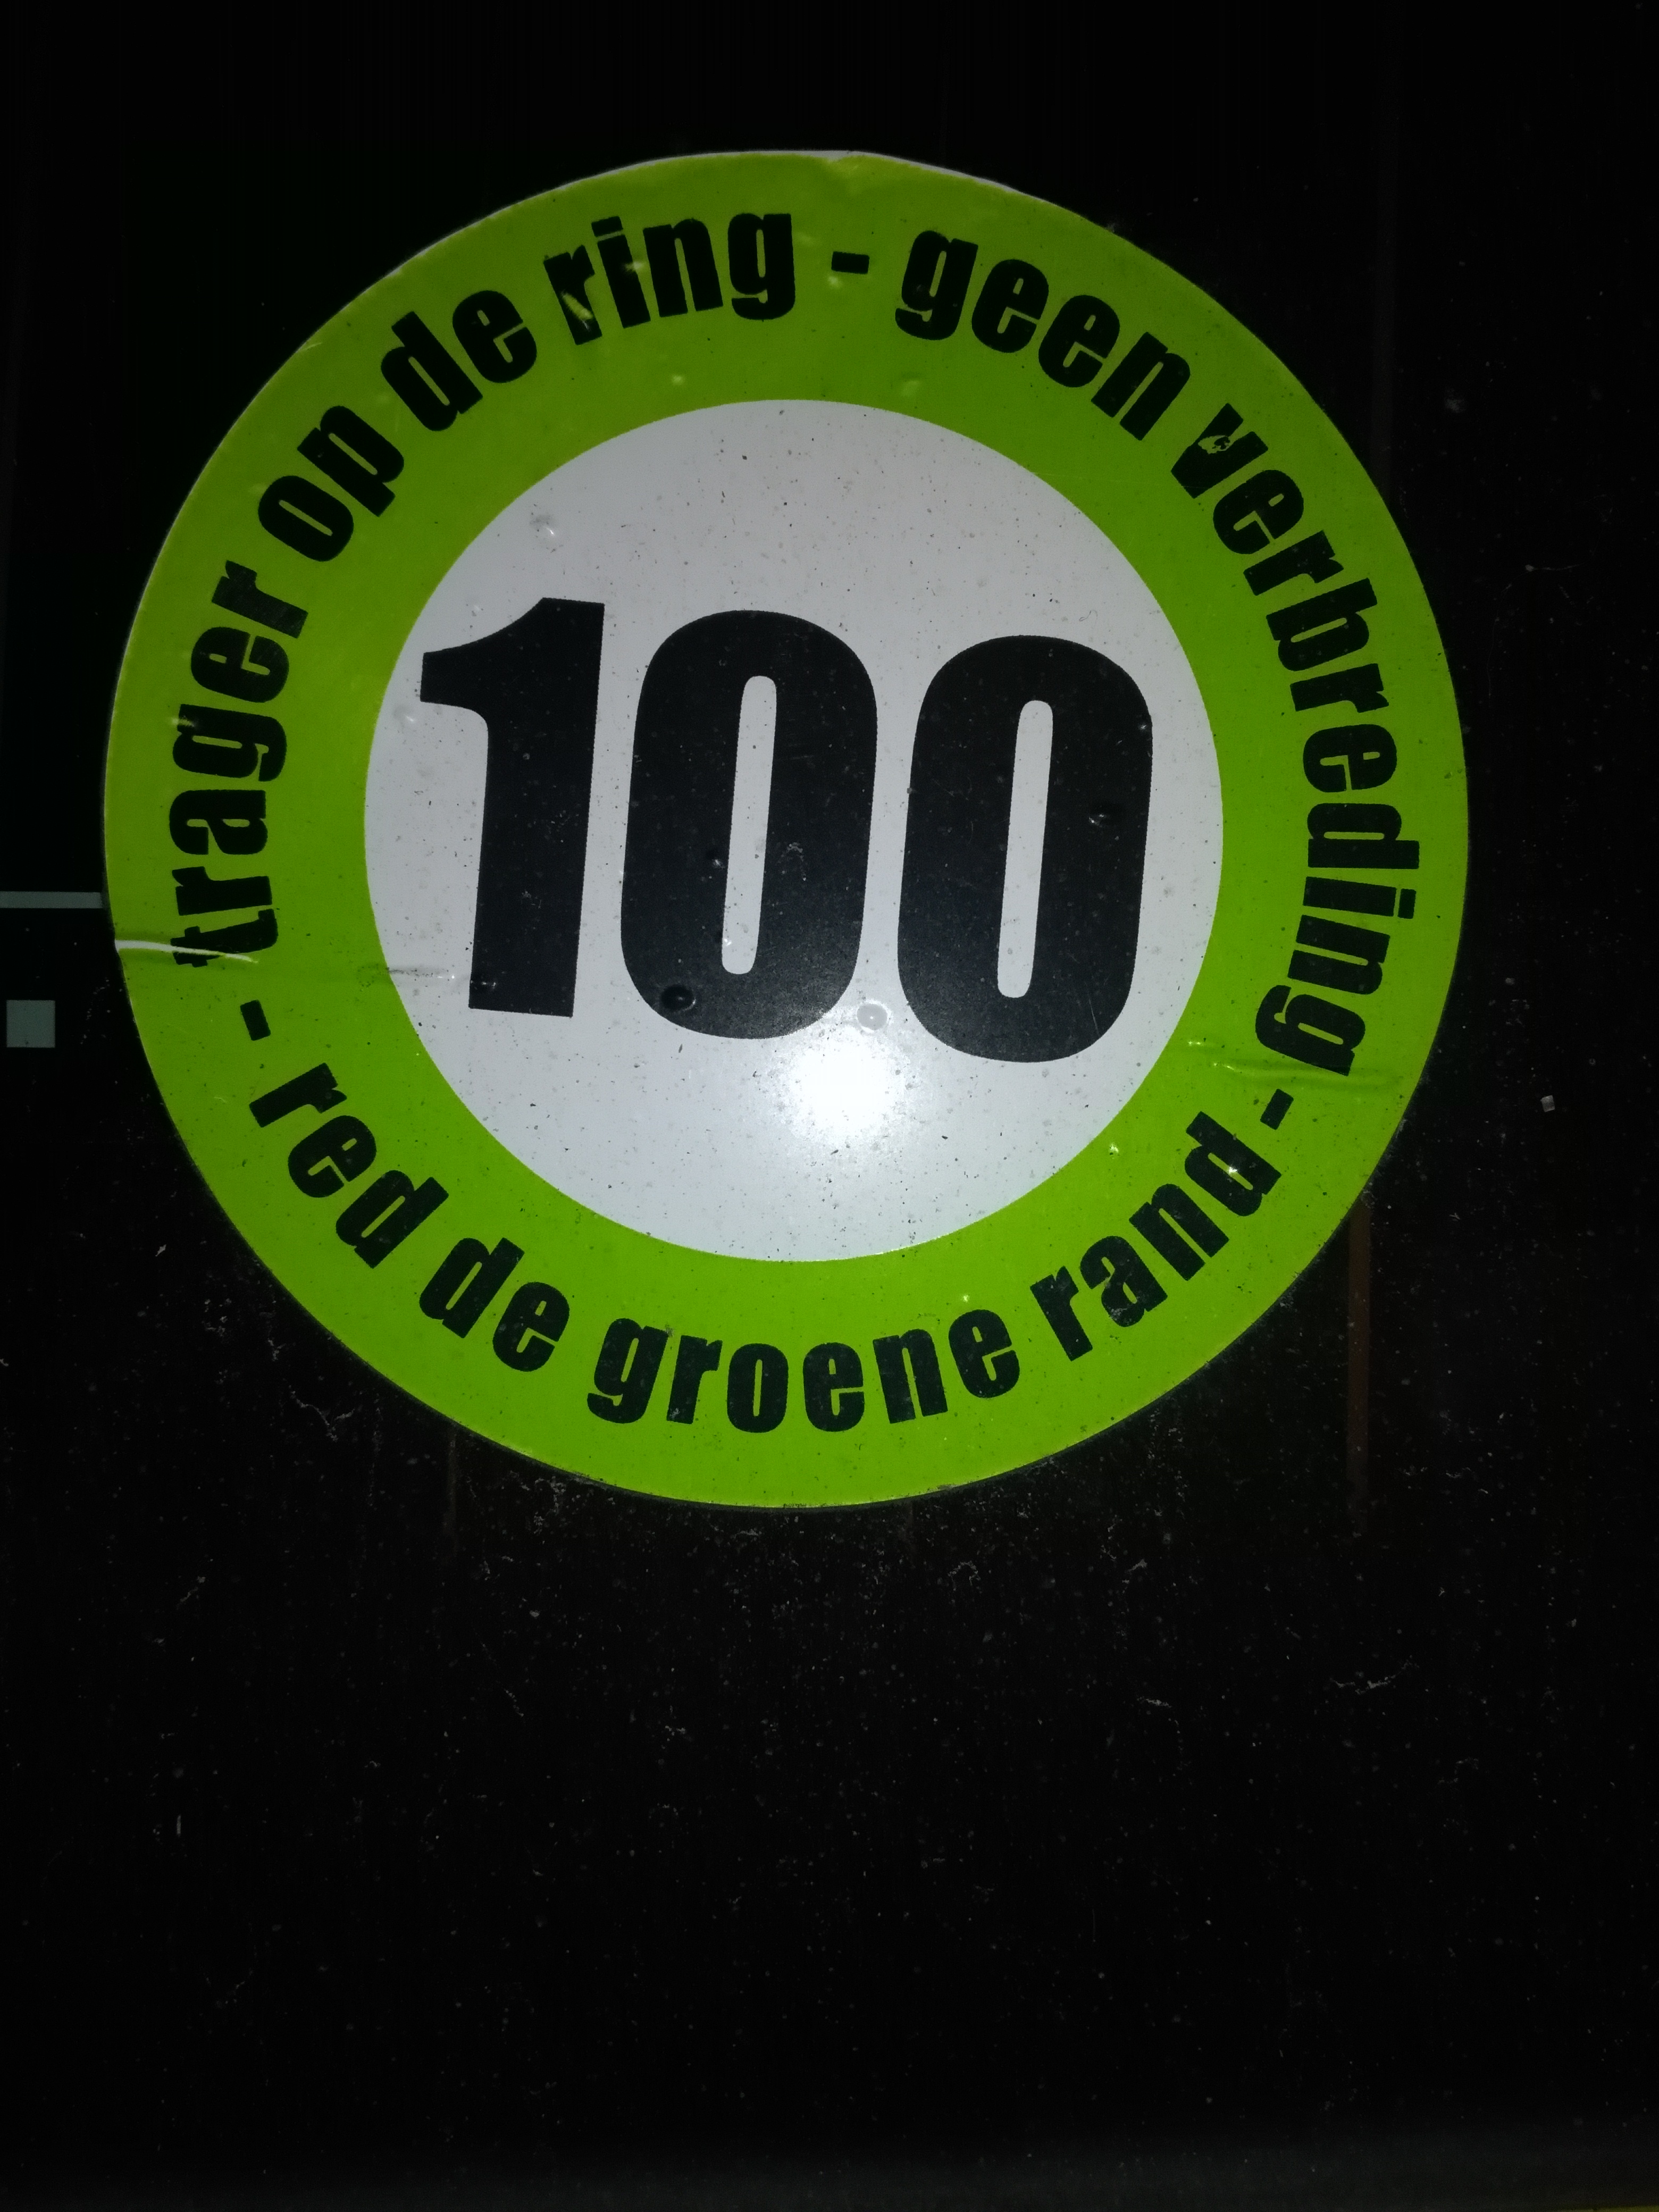 trager op de ring - geen verbreding - red de groene rand -
100